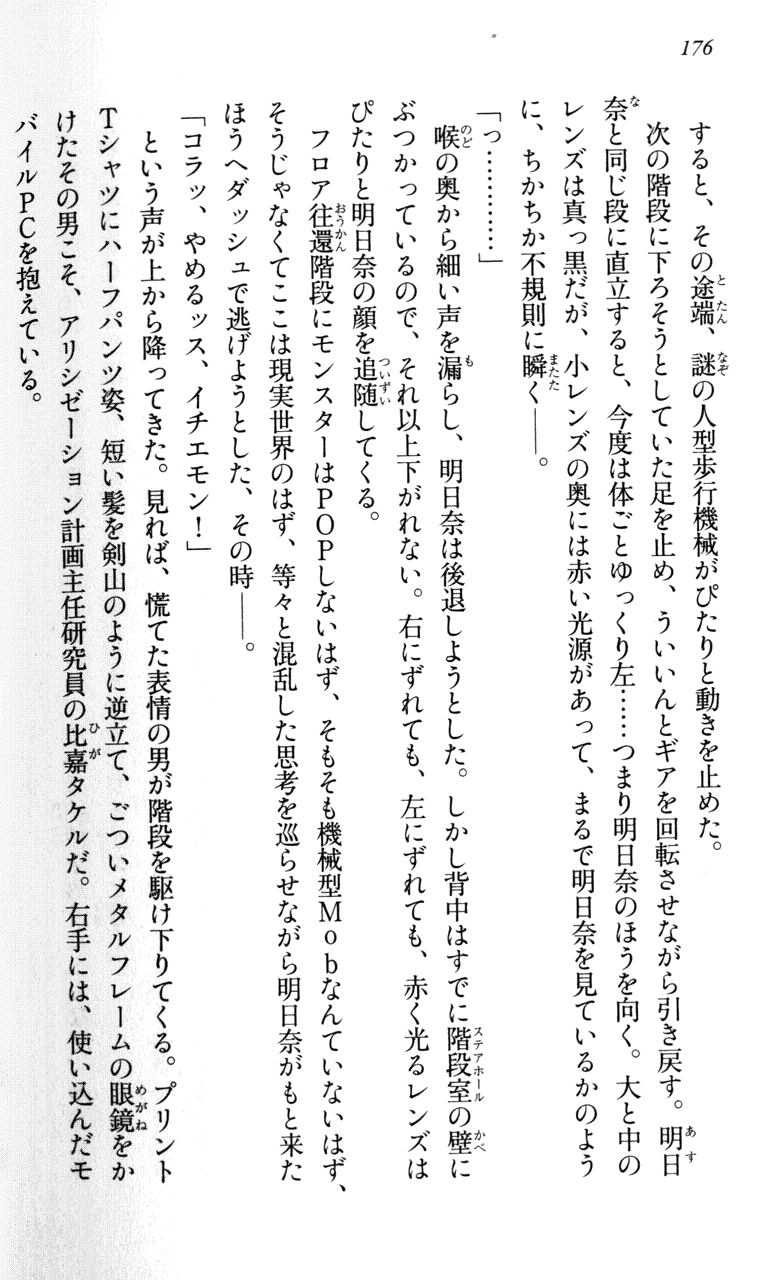 176
すると、その途端、謎の人型歩行機械がぴたりと動きを止めた。
次の階段に下ろそうとしていた足を止め、ういいんとギアを回転させながら引き戻す。明日
奈と同じ段に直立すると、今度は体ごとゆっくり左……つまり明日奈のほうを向く。大と中の
レンズは真っ黒だが、小レンズの奥には赤い光源があって、まるで明日奈を見ているかのよう
に、ちかちか不規則に瞬く――。
「っ…………」
喉の奥から細い声を漏らし、明日奈は後退しようとした。しかし背中はすでに階段室の壁に
ぶつかっているので、それ以上下がれない。右にずれても、左にずれても、赤く光るレンズは
ぴたりと明日奈の顔を追随してくる。
フロア往還階段にモンスターはPOPしないはず、そもそも機械型Mobなんていないはず、
そうじゃなくてここは現実世界のはず、等々と混乱した思考を巡らせながら明日奈がもと来た
ほうへダッシュで逃げようとした、その時――。
「コラッ、やめるッス、イチエモン！」
という声が上から降ってきた。見れば、慌てた表情の男が階段を駆け下りてくる。プリント
Tシャツにハーフパンツ姿、短い髪を剣山のように逆立て、ごついメタルフレームの眼鏡をか
けたその男こそ、アリシゼーション計画主任研究員の比嘉タケルだ。右手には、使い込んだモ
バイルPCを抱えている。